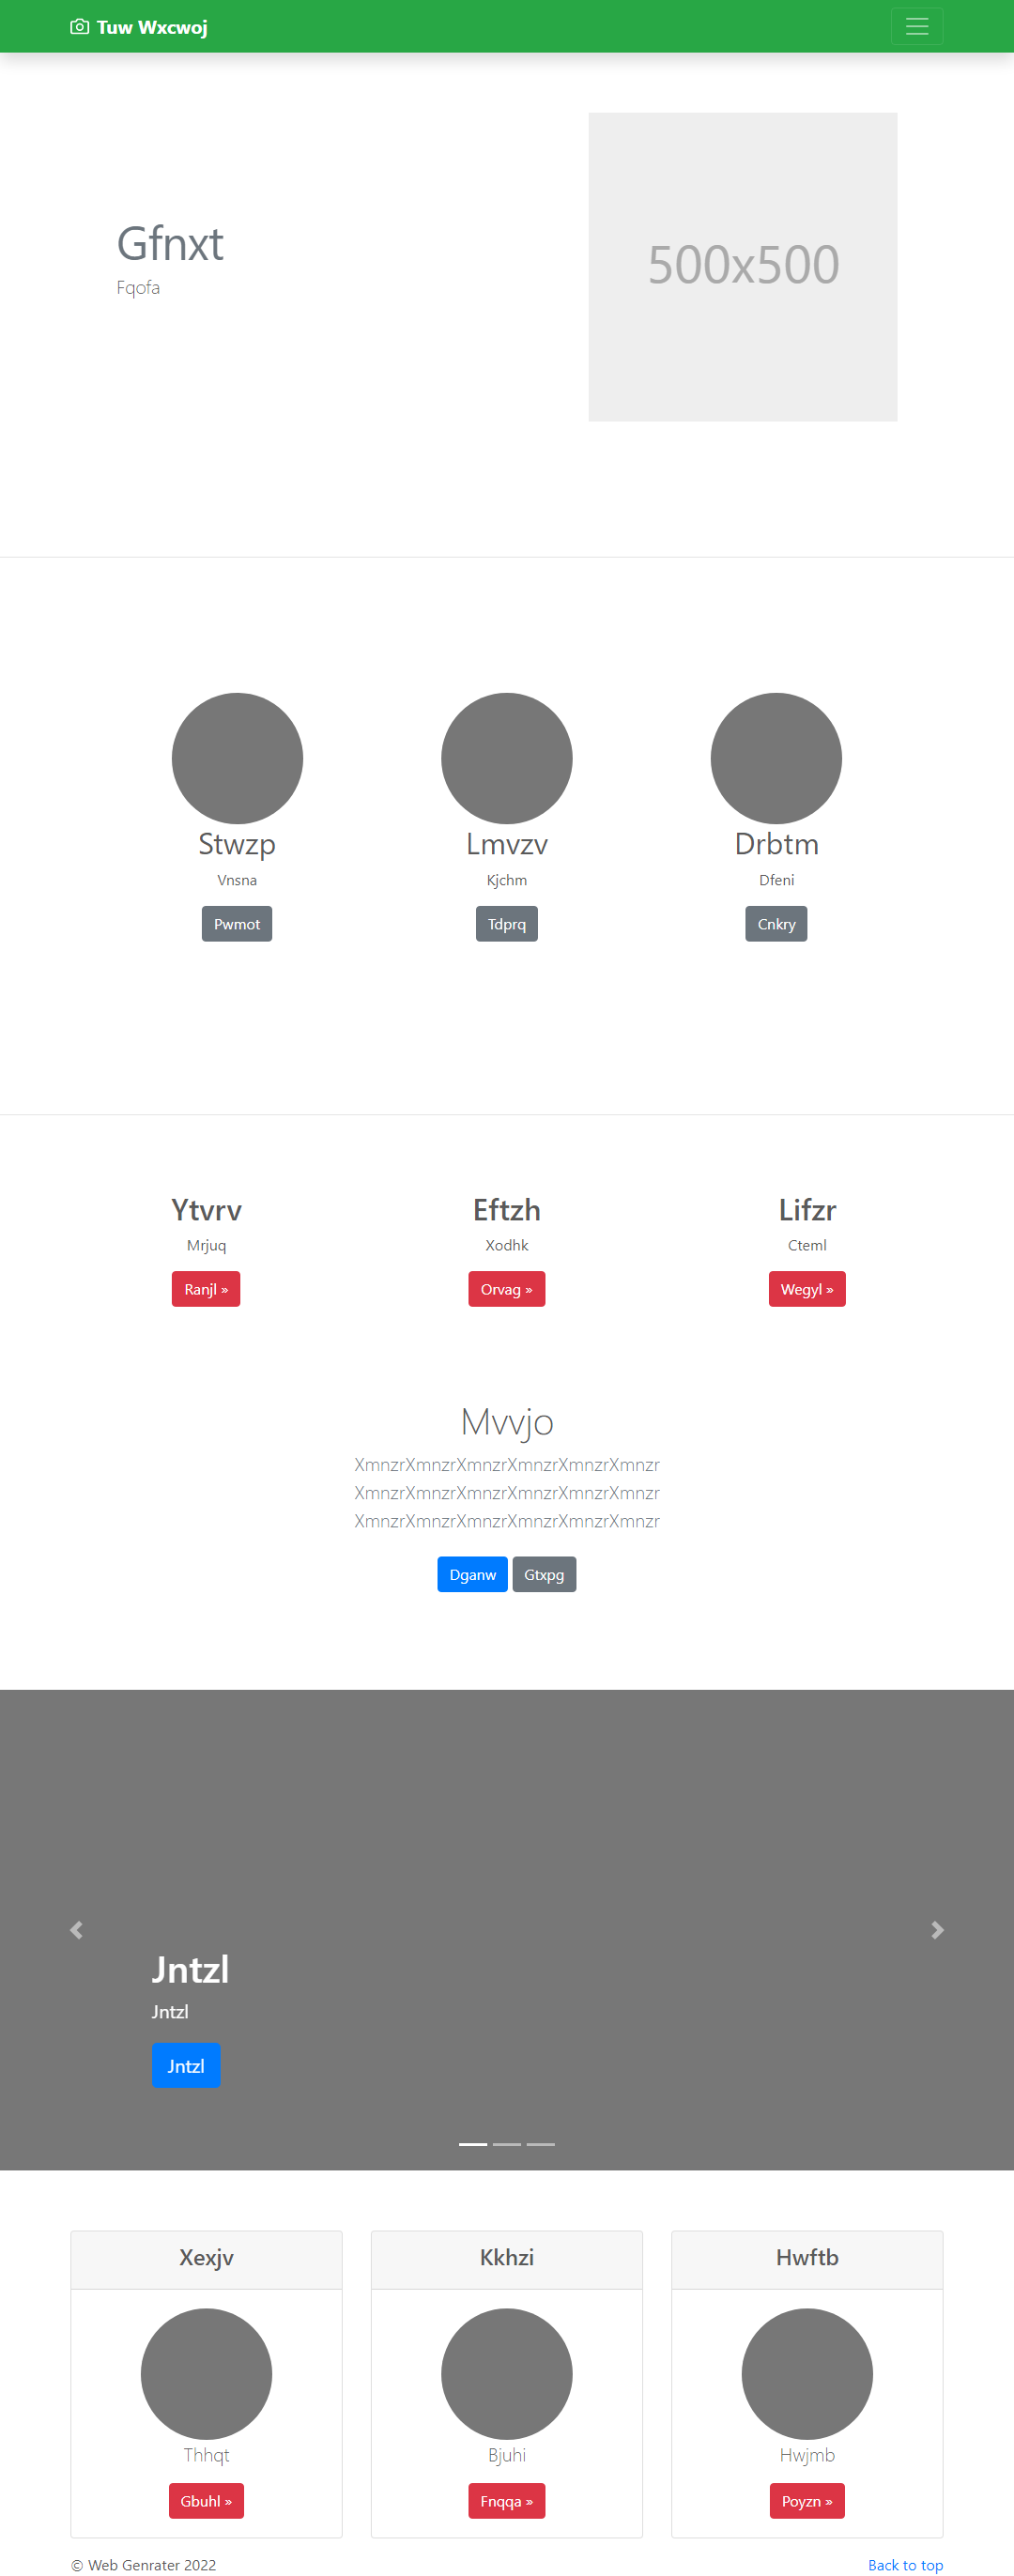 Tuw Wxcwoj
Gfnxt
Fqofa
500x500
Stwzp
Vnsna
Pwmot
Lmvzv
Kjchm
Tdprq
Drbtm
Dfeni
Cnkry
Ytvrv
Mrjuq
Ranjl »
Eftzh
Xodhk
Orvag »
Lifzr
Cteml
Wegyl »
Mvvjo
XmnzrXmnzrXmnzrXmnzrXmnzrXmnzr
XmnzrXmnzrXmnzrXmnzrXmnzrXmnzr
XmnzrXmnzrXmnzrXmnzrXmnzrXmnzr
Dganw Gtxpg
Jntzl
Jntzl
Jntzl
Xexjv
Thhqt
Gbuhl »
Kkhzi
Bjuhi
Fnqqa »
Hwftb
Hwjmb
Poyzn »
© Web Genrater 2022
Back to top